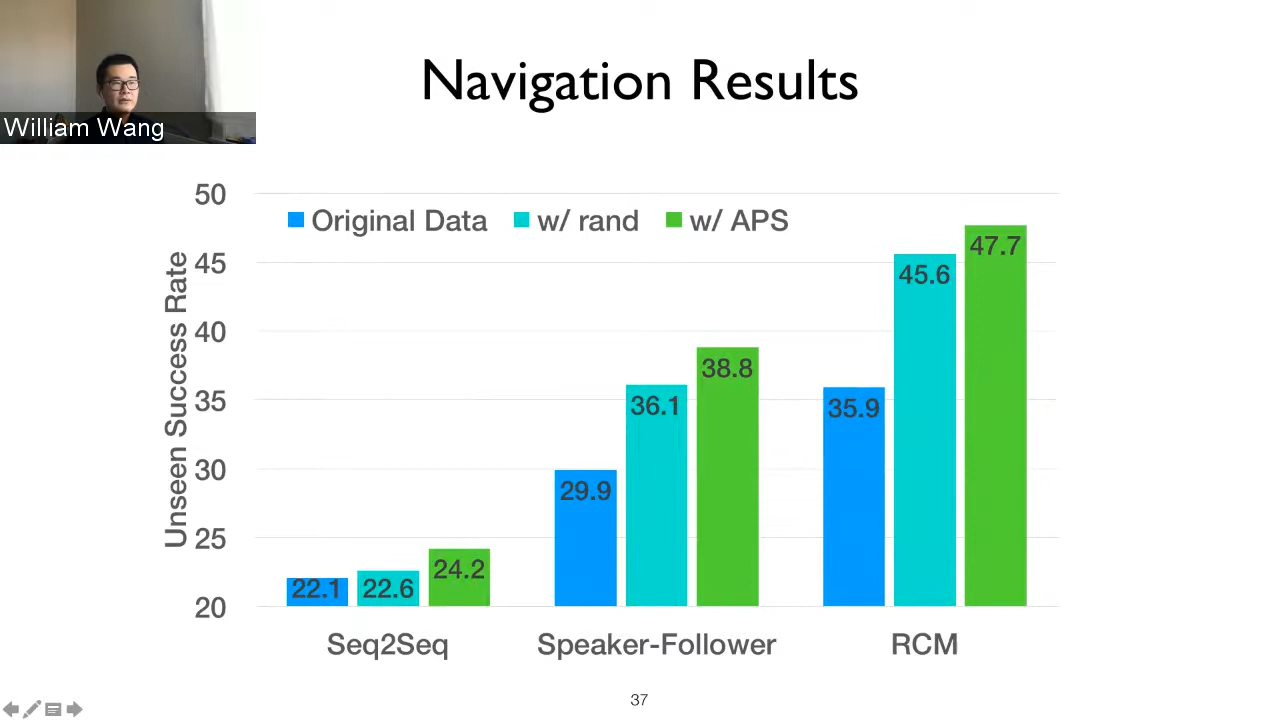 William Wang
Navigation Results
50
45
40
35
30
25
20
Unseen Success Rate
Original Data w/ rand w/ APS
22.1 22.6 24.2
29.9 36.1 38.8
35.9 45.6 47.7
Seq2Seq Speaker-Follower RCM
37